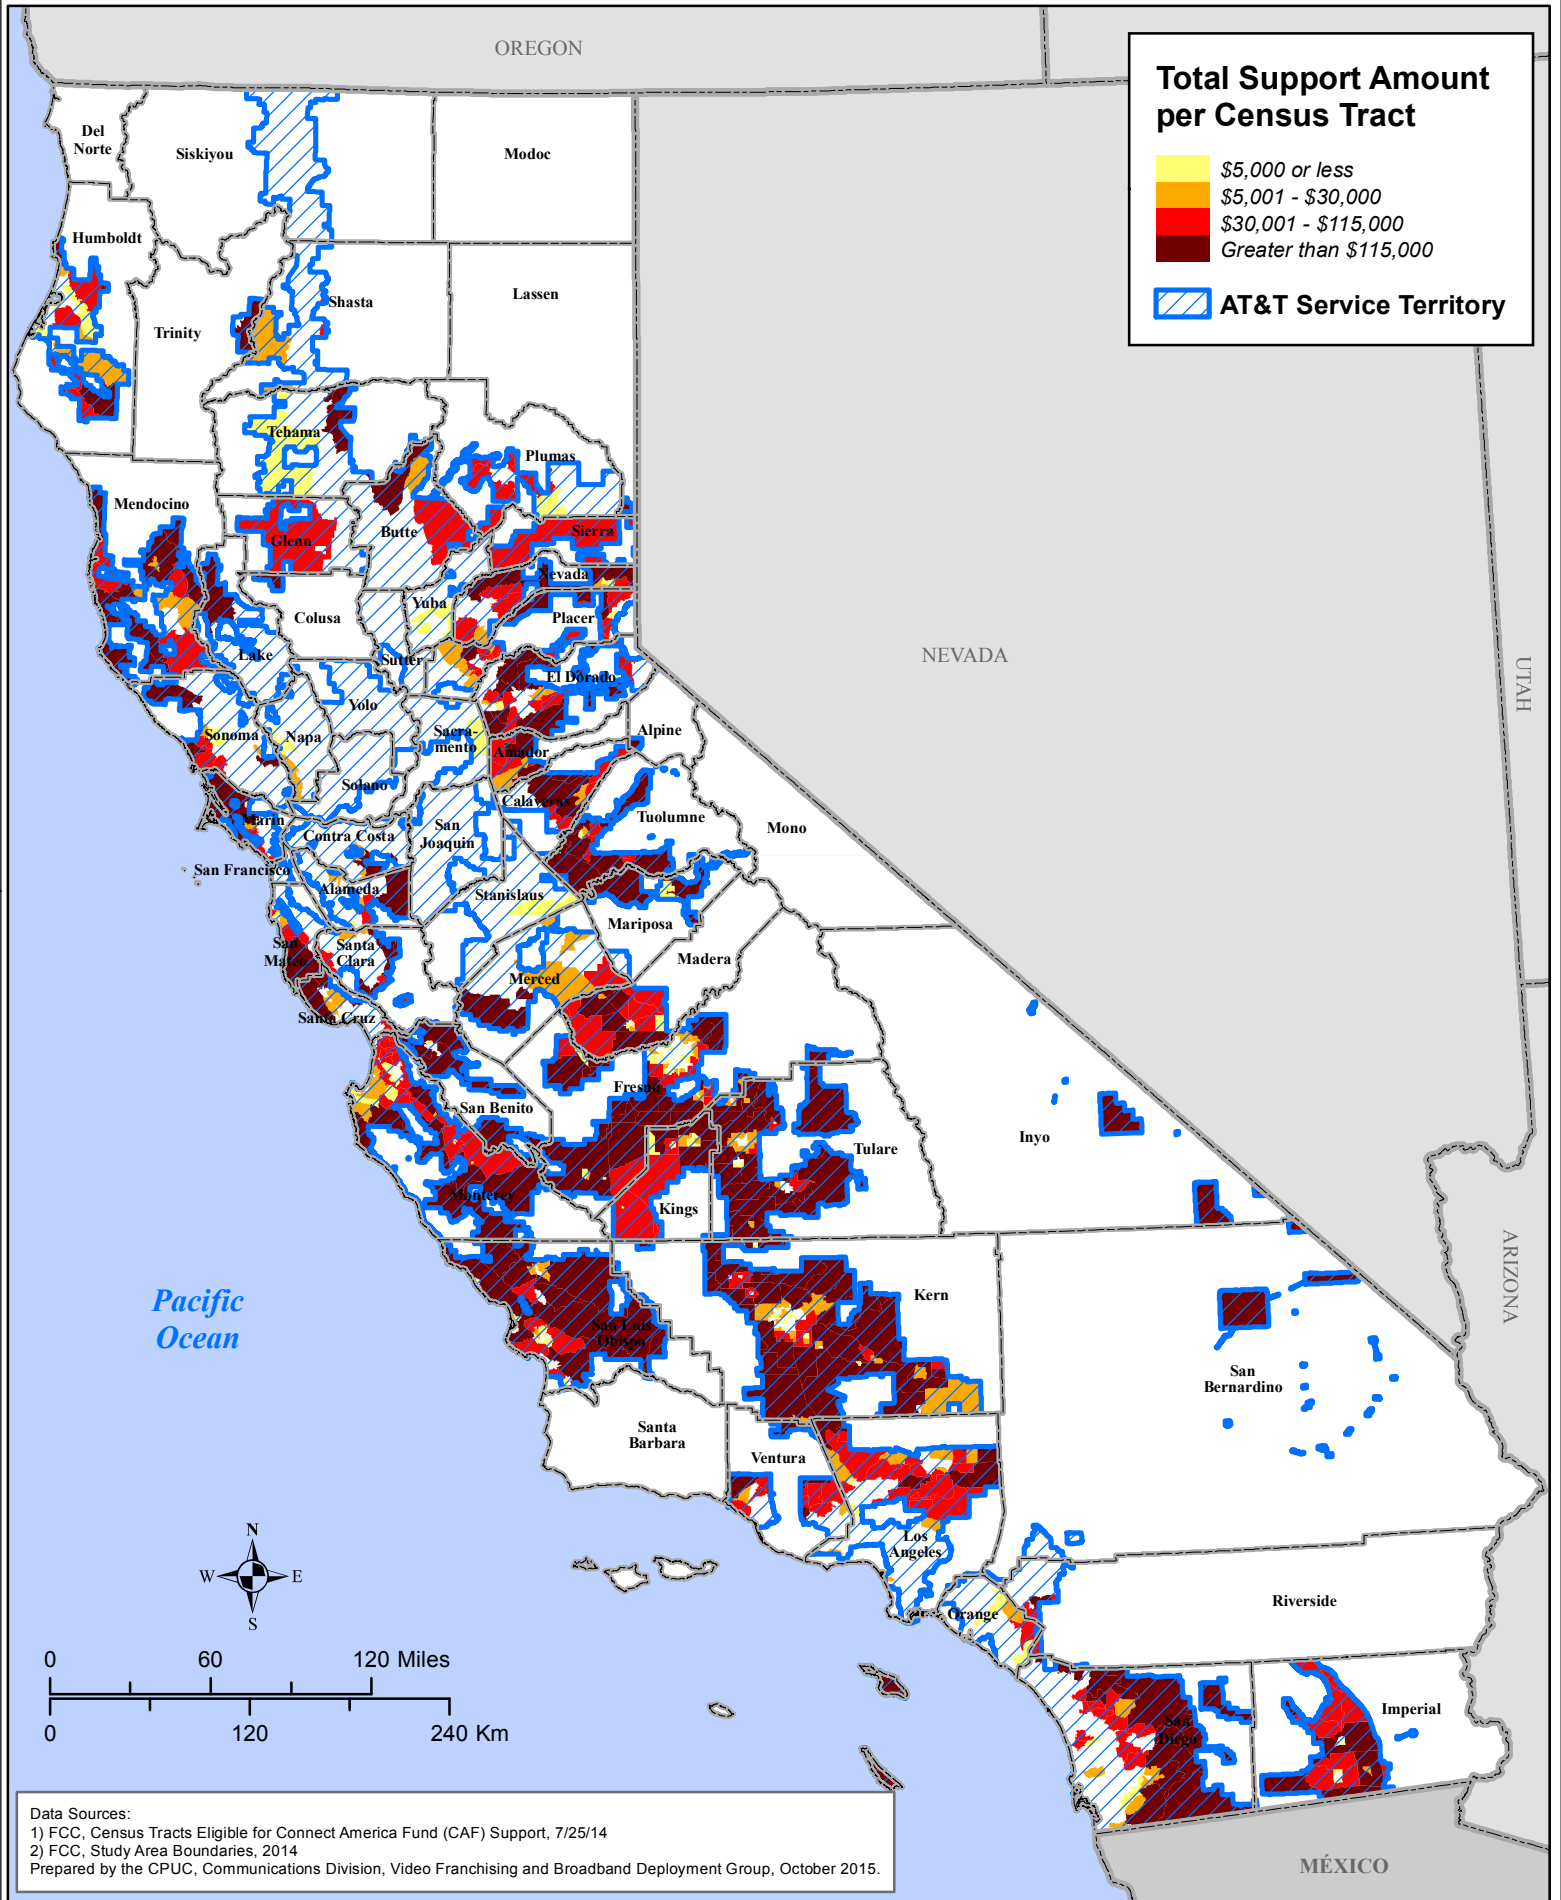 OREGON
Total Support Amount
per Census Tract
$5,000 or less
$5,001 - $30,000
$30,001 - $115,000
Greater than $115,000
AT&T Service Territory
Del
Norte
Siskiyou
Modoc
Humboldt
Trinity
Shasta
Lassen
Tehama
Plumas
Mendocino
Glenn
Butte
Sierra
Nevada
Colusa
Yuba
Placer
Lake
Sutter
El Dorado
NEVADA
UTAH
Yolo
Sonoma
Napa
Sacra-
mento
Amador
Alpine
Solano
Calaveras
Marin
Contra Costa
San
Joaquin
Tuolumne
Mono
San Francisco
Alameda
Stanislaus
Mariposa
San
Mateo
Santa
Clara
Merced
Madera
Santa Cruz
Fresno
San Benito
Inyo
Tulare
Monterey
Kings
ARIZONA
Pacific
Ocean
San Luis
Obispo
Kern
San
Bernardino
Santa
Barbara
Ventura
Los
Angeles
N
W
E
S
Orange
Riverside
0
60
120 Miles
0
120
240 Km
San
Diego
Imperial
Data Sources:
1) FCC, Census Tracts Eligible for Connect America Fund (CAF) Support, 7/25/14
2) FCC, Study Area Boundaries, 2014
Prepared by the CPUC, Communications Division, Video Franchising and Broadband Deployment Group, October 2015.
MÉXICO